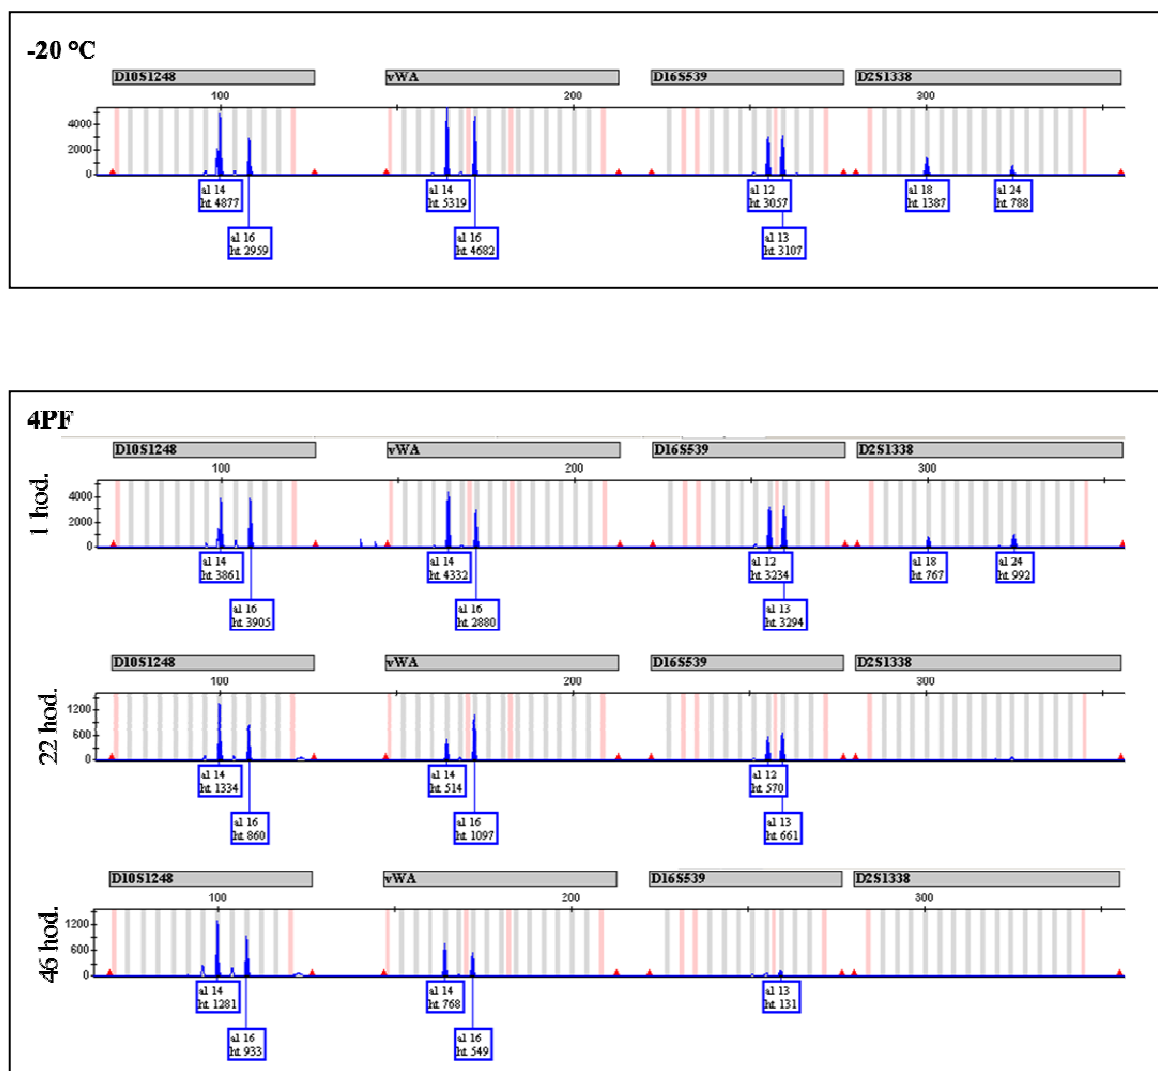 -20 °C
D10S1248 vWA D16S539 D2S1338
100 200 300
4000
2000
0
al 14
ht 4877
al 16
ht 2959
al 14
ht 5319
al 16
ht 4682
al 12
ht 3057
al 13
ht 3107
al 18
ht 1387
al 24
ht 788
4PF
1 hod.
D10S1248 vWA D16S539 D2S1338
100 200 300
4000
2000
0
al 14
ht 3861
al 16
ht 3905
al 14
ht 4332
al 16
ht 2880
al 12
ht 3234
al 13
ht 3294
al 18
ht 767
al 24
ht 992
22 hod.
D10S1248 vWA D16S539 D2S1338
100 200 300
1200
600
0
al 14
ht 1334
al 16
ht 860
al 14
ht 514
al 16
ht 1097
al 12
ht 570
al 13
ht 661
46 hod.
D10S1248 vWA D16S539 D2S1338
100 200 300
1200
600
0
al 14
ht 1281
al 16
ht 933
al 14
ht 768
al 16
ht 549
al 13
ht 131